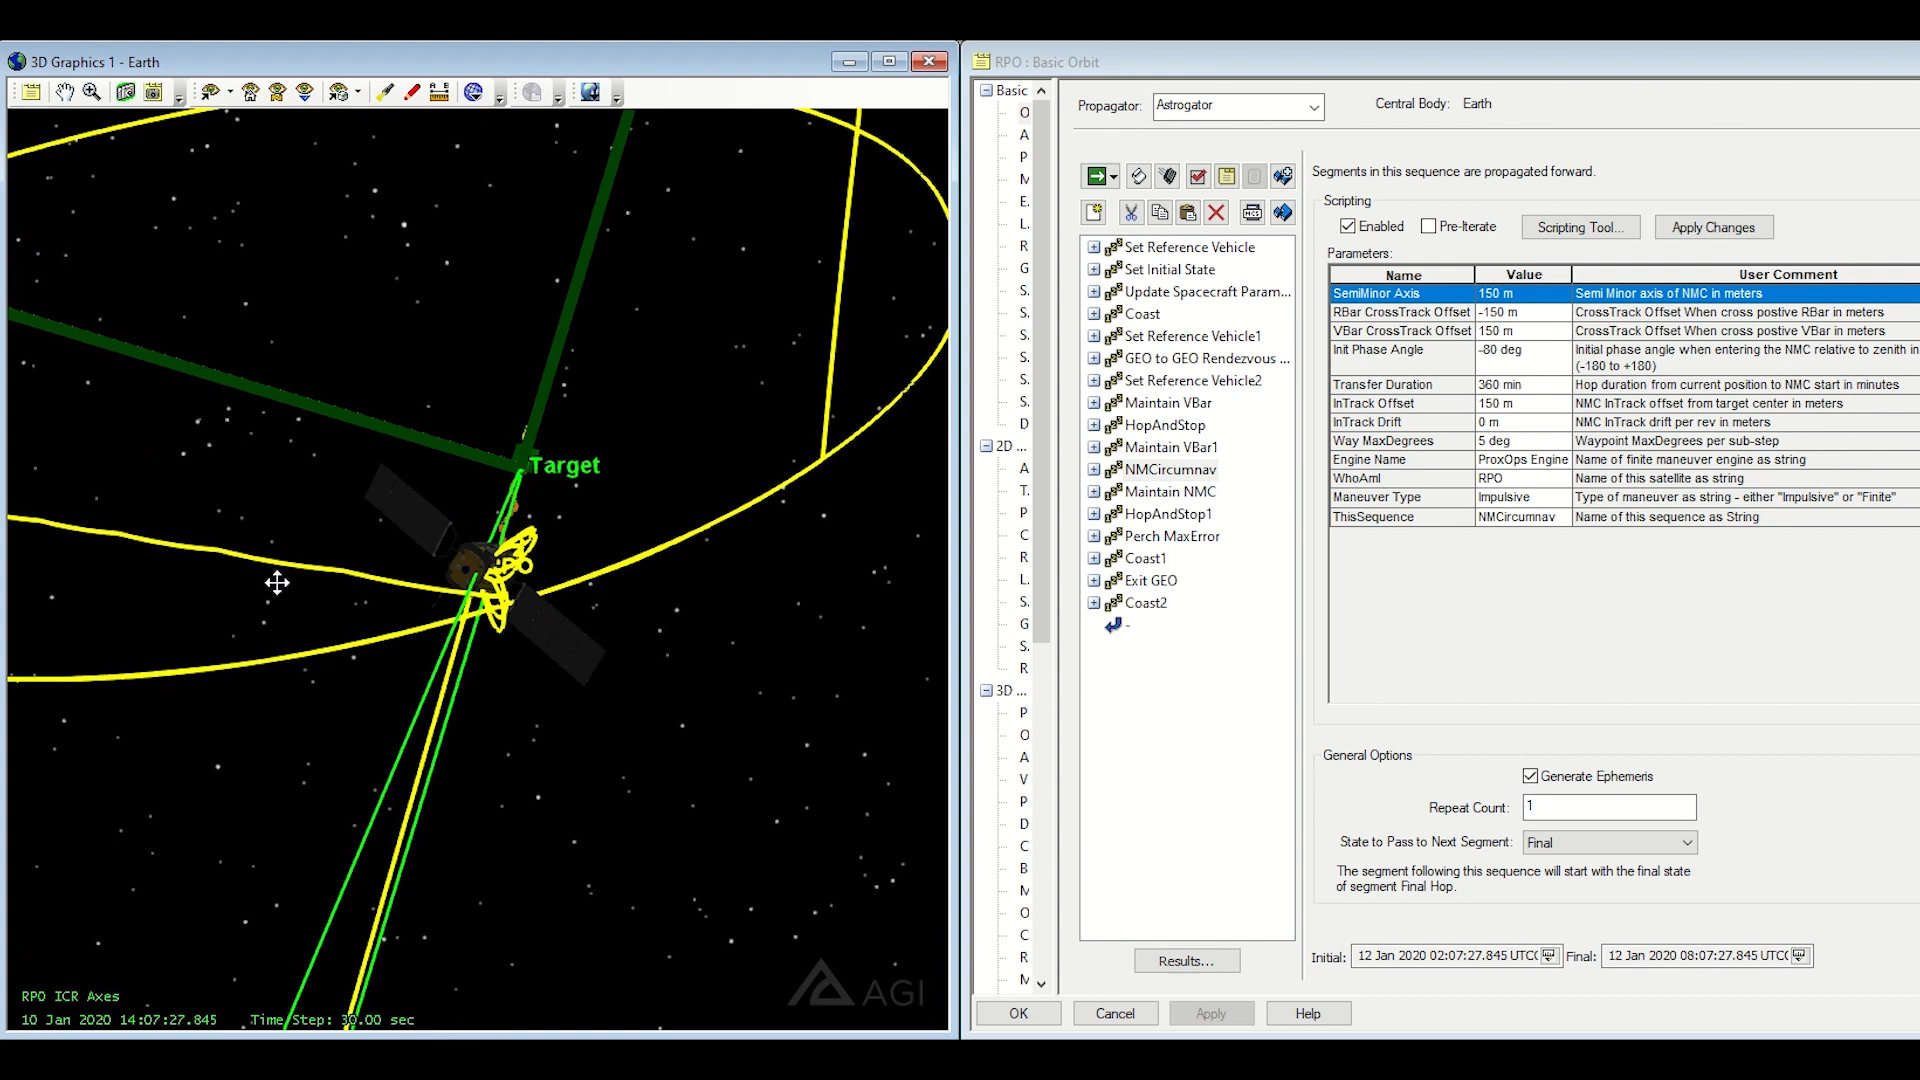 3D Graphics 1 - Earth
Target
RPO
RPO ICR Axes
10 Jan 2020 14:07:27.845 Time Step: 30.00 sec
AGI
RPO : Basic Orbit
Basic
O
A
P
M
E.
L.
R
G
S.
S.
S.
S.
S.
S.
D
2D ...
A
T.
P
C
R
L.
S.
G
S.
R
3D ...
P
O
A
V
P
D
C
B
M
O
C
R
M
Propagator: Astrogator Central Body: Earth
Set Reference Vehicle
Set Initial State
Update Spacecraft Param...
Coast
Set Reference Vehicle1
GEO to GEO Rendezvous ...
Set Reference Vehicle2
Maintain VBar
HopAndStop
Maintain VBar1
NMCircumnav
Maintain NMC
HopAndStop1
Perch MaxError
Coast1
Exit GEO
Coast2
-
Results...
Segments in this sequence are propagated forward.
Scripting
Enabled Pre-Iterate Scripting Tool... Apply Changes
Parameters:
Name Value User Comment
SemiMinor Axis 150 m Semi Minor axis of NMC in meters
RBar CrossTrack Offset -150 m CrossTrack Offset When cross positive RBar in meters
VBar CrossTrack Offset 150 m CrossTrack Offset When cross postive VBar in meters
Init Phase Angle -80 deg Initial phase angle when entering the NMC relative to zenith in
(-180 to +180)
Transfer Duration 360 min Hop duration from current position to NMC start in minutes
InTrack Offset 150 m NMC InTrack offset from target center in meters
InTrack Drift 0 m NMC InTrack drift per rev in meters
Way MaxDegrees 5 deg Waypoint MaxDegrees per sub-step
Engine Name ProxOps Engine Name of finite maneuver engine as string
WhoAmI RPO Name of this satellite as string
Maneuver Type Impulsive Type of maneuver as string - either "Impulsive" or "Finite"
ThisSequence NMCircumnav Name of this sequence as String
General Options
Generate Ephemeris
Repeat Count: 1
State to Pass to Next Segment: Final
The segment following this sequence will start with the final state
of segment Final Hop.
Initial: 12 Jan 2020 02:07:27.845 UTC Final: 12 Jan 2020 08:07:27.845 UTC
OK Cancel Apply Help